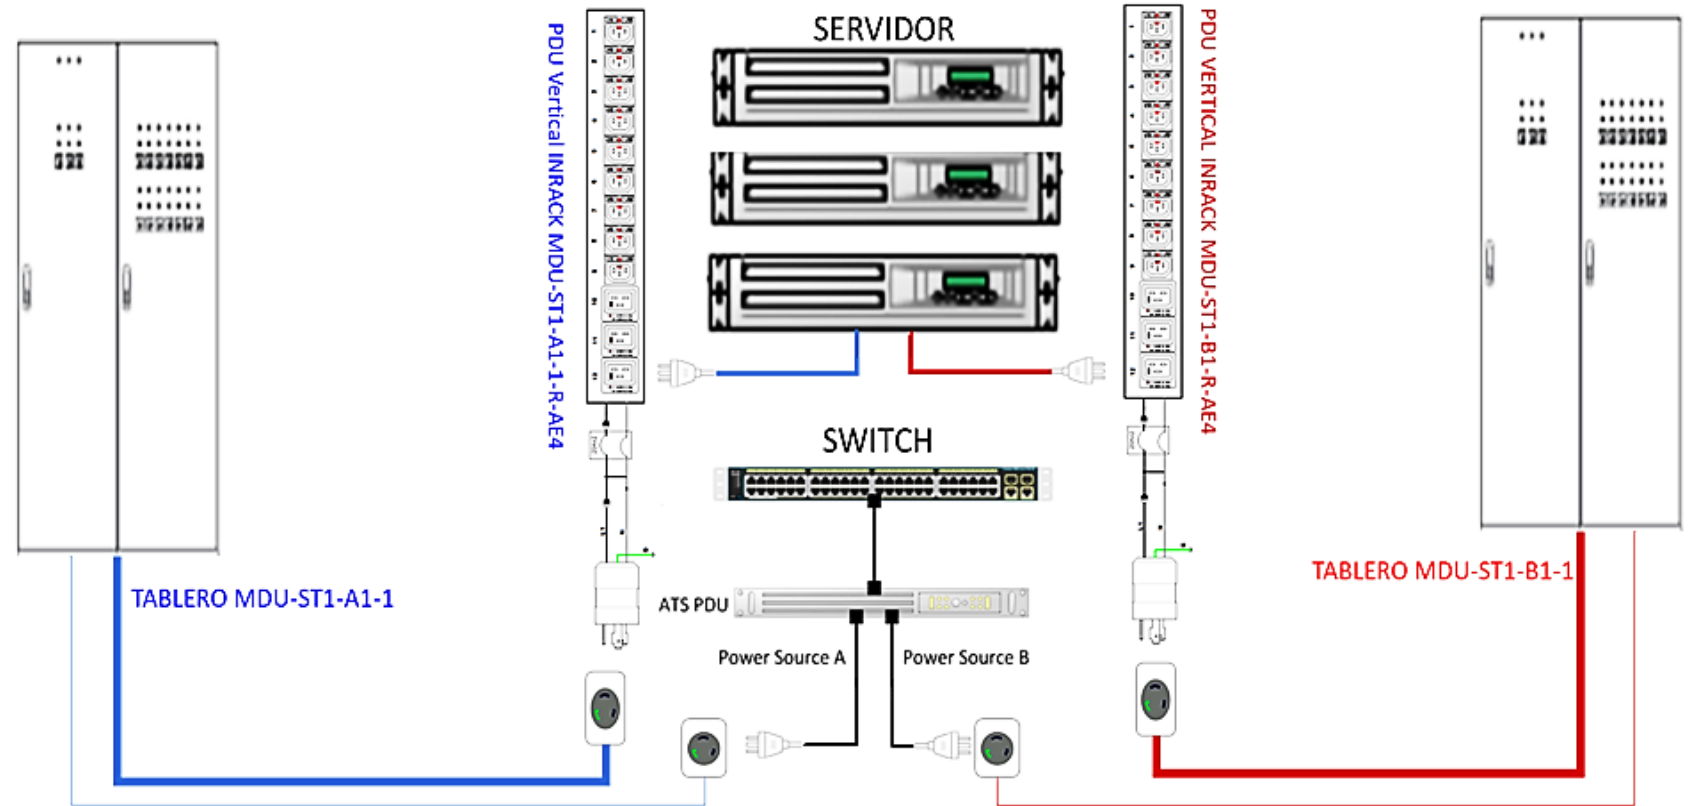 SERVIDOR
PDU Vertical INRACK MDU-ST1-A1-1-R-AE4
PDU VERTICAL INRACK MDU-ST1-B1-R-AE4
SWITCH
TABLERO MDU-ST1-A1-1
ATS PDU
TABLERO MDU-ST1-B1-1
Power Source A
Power Source B